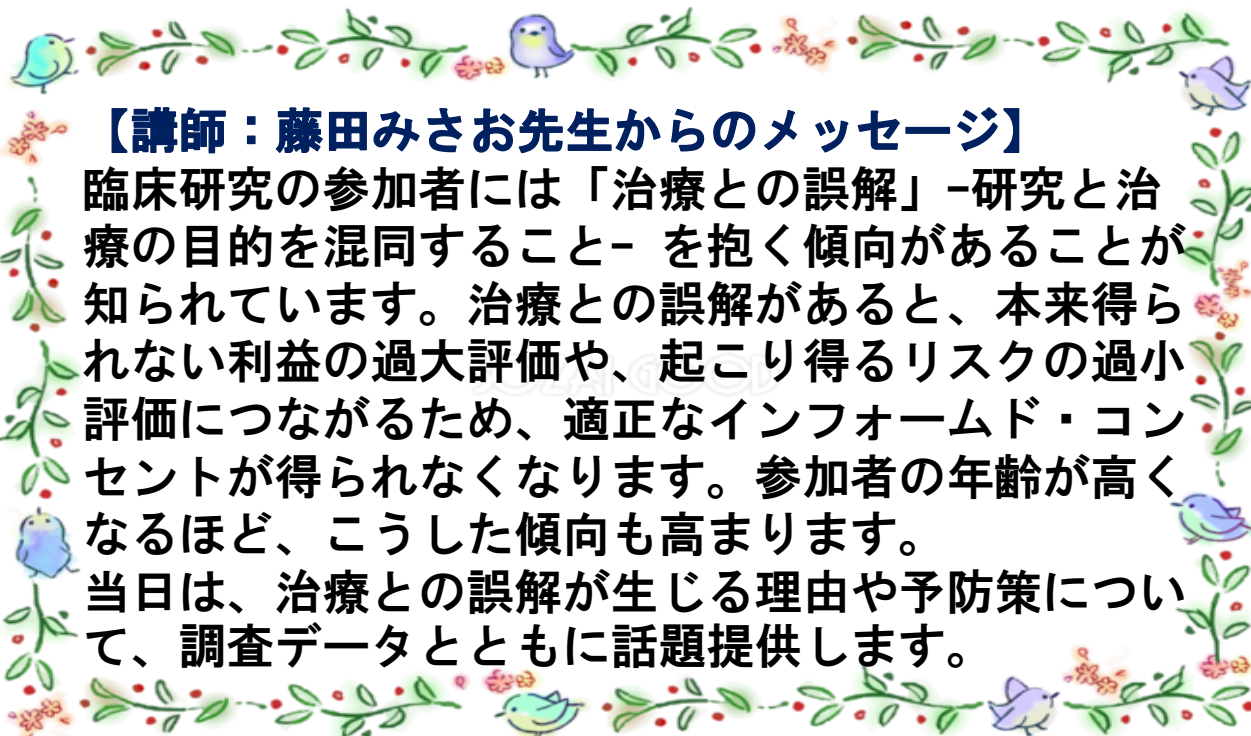 【講師：藤田みさお先生からのメッセージ】
臨床研究の参加者には「治療との誤解」-研究と治
療の目的を混同すること- を抱く傾向があることが
知られています。治療との誤解があると、本来得ら
れない利益の過大評価や、起こり得るリスクの過小
評価につながるため、適正なインフォームド・コン
セントが得られなくなります。参加者の年齢が高く
なるほど、こうした傾向も高まります。
当日は、治療との誤解が生じる理由や予防策につい
て、調査データとともに話題提供します。
SOZAI GOOD